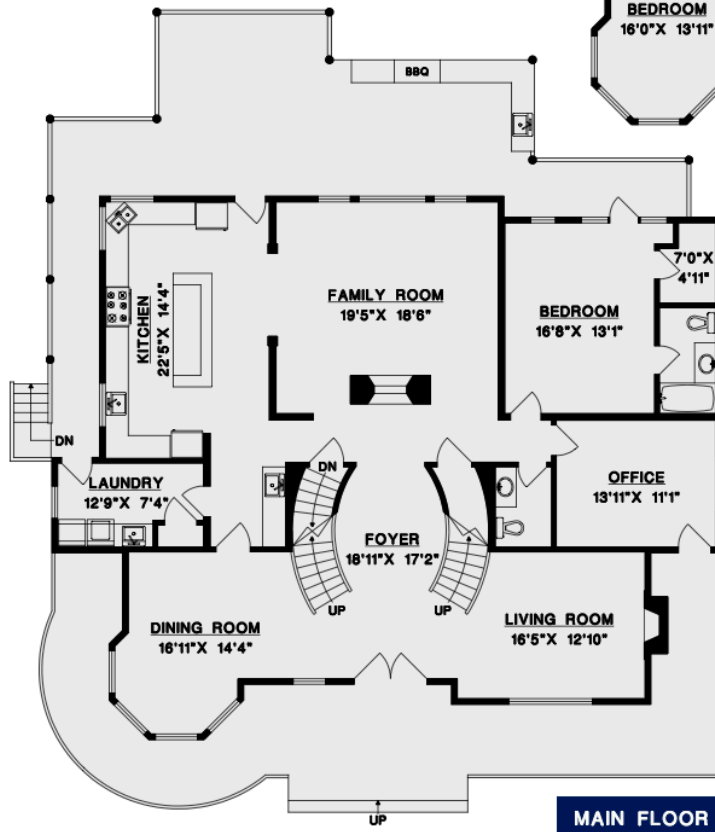 BEDROOM
16'0"X 13'11"
BBQ
7'0"X
4'11"
FAMILY ROOM
19'5"X 18'6"
BEDROOM
16'8"X 13'1"
KITCHEN
22'5"X 14'4"
DN
LAUNDRY
12'9"X 7'4"
DN
OFFICE
13'11"X 11'1"
FOYER
18'11"X 17'2"
UP
UP
DINING ROOM
16'11"X 14'4"
LIVING ROOM
16'5"X 12'10"
UP
MAIN FLOOR